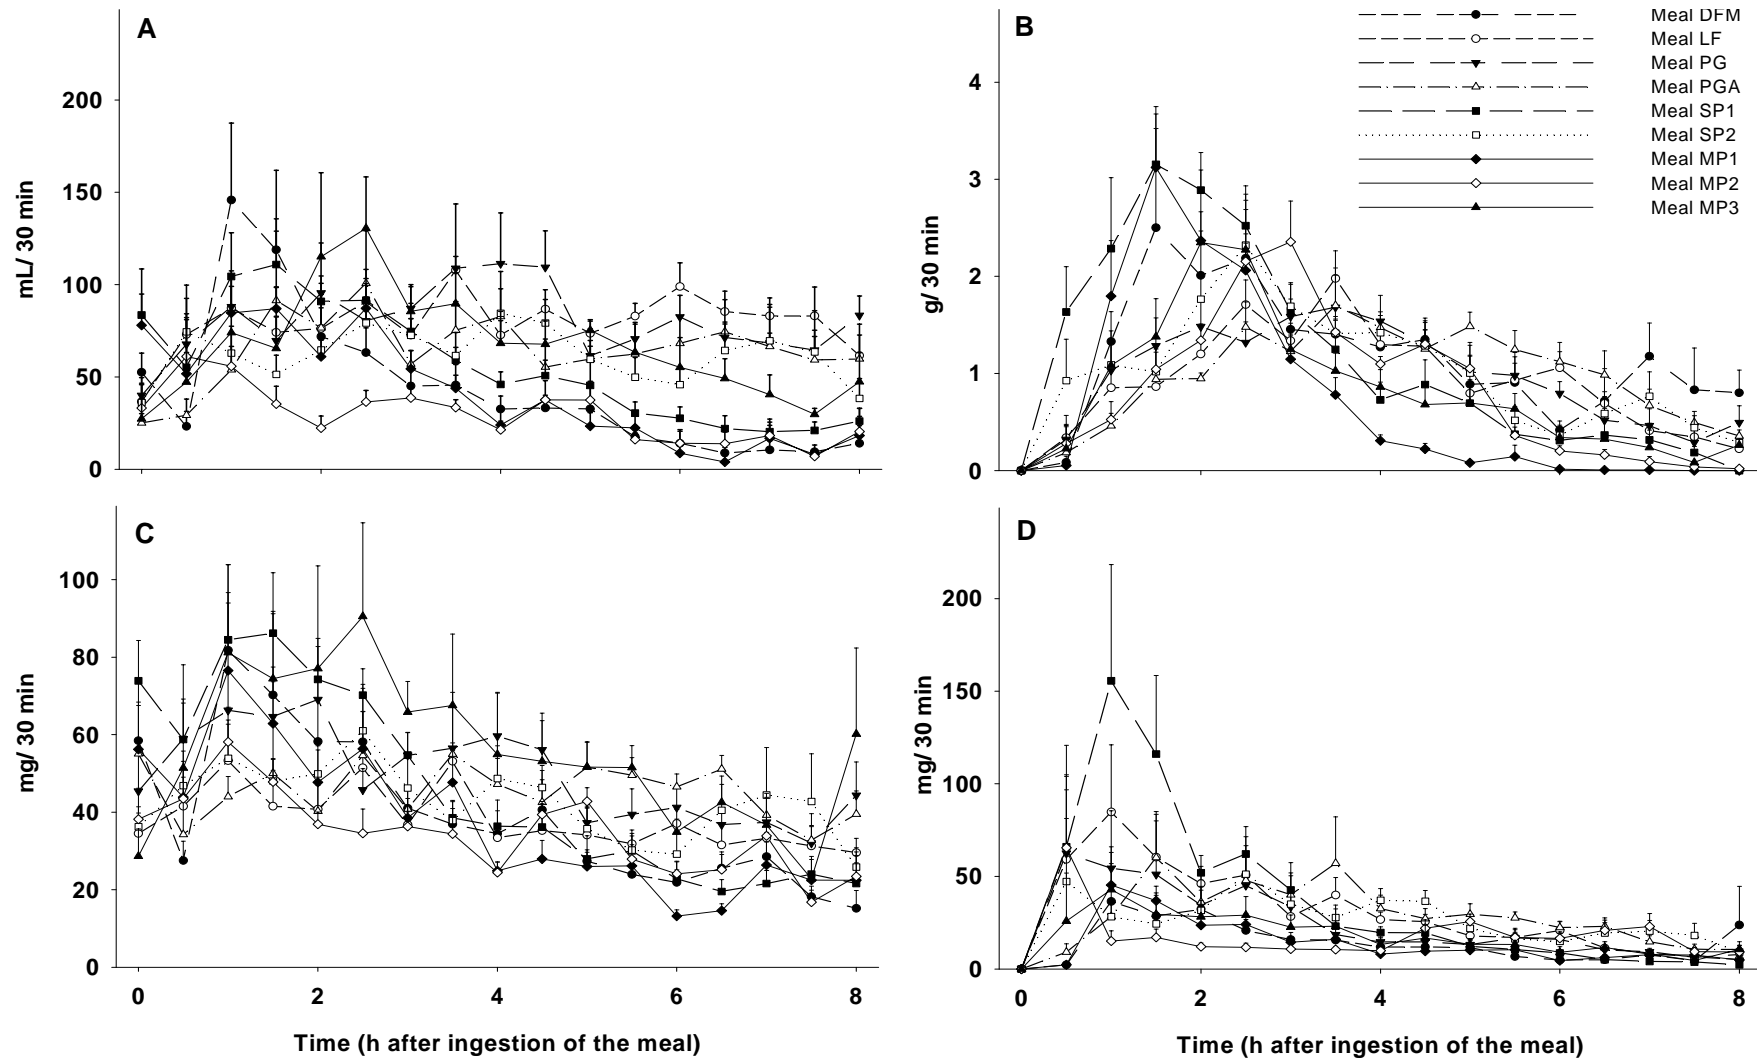 A
200
150
100
50
0
mL/ 30 min
B
4
3
2
1
0
g/ 30 min
Meal DFM
Meal LF
Meal PG
Meal PGA
Meal SP1
Meal SP2
Meal MP1
Meal MP2
Meal MP3
C
100
80
60
40
20
0
mg/ 30 min
0 2 4 6 8
Time (h after ingestion of the meal)
D
200
150
100
50
0
mg/ 30 min
0 2 4 6 8
Time (h after ingestion of the meal)